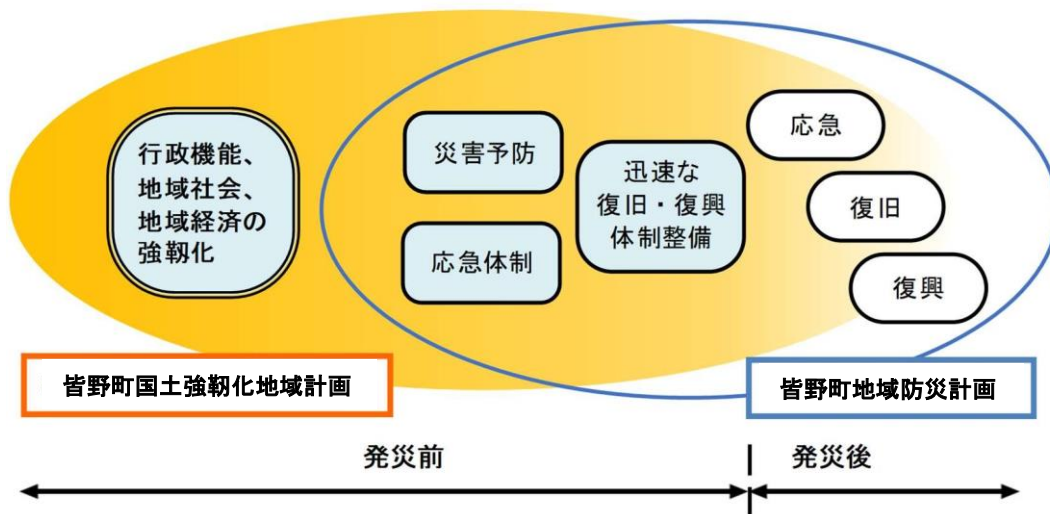 行政機能、
地域社会、
地域経済の
強靭化
災害予防
応急体制
迅速な
復旧・復興
体制整備
応急
復旧
復興
皆野町国土強靭化地域計画
皆野町地域防災計画
発災前
発災後